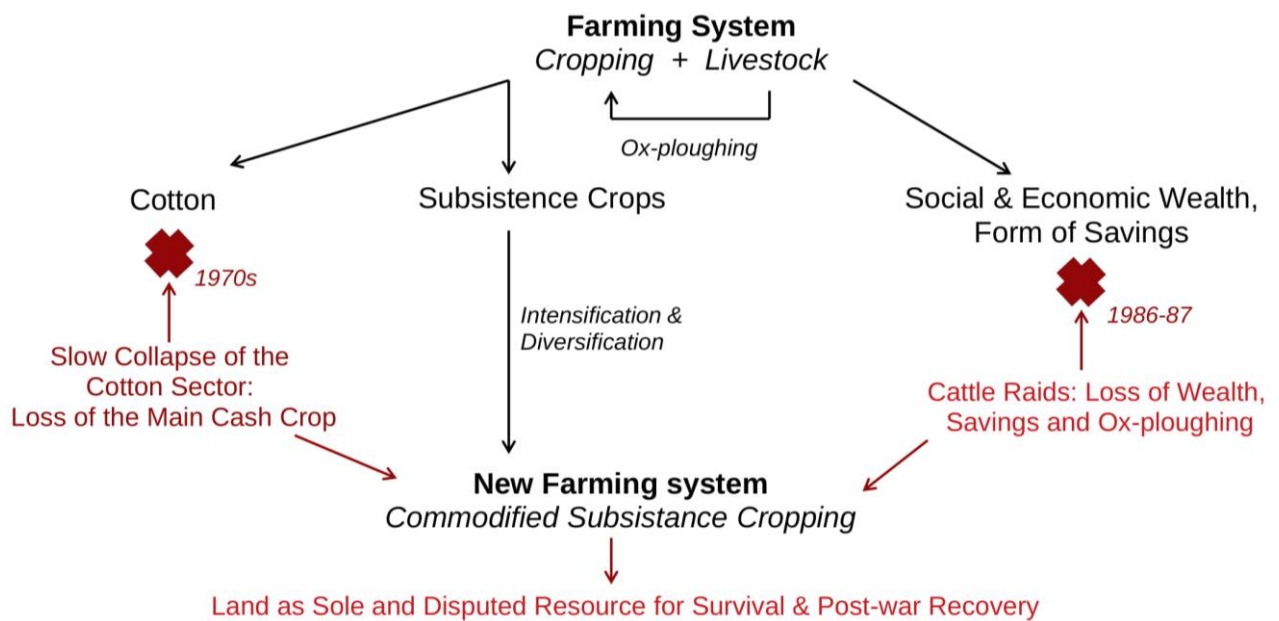 Farming System
Cropping + Livestock
Ox-ploughing
Cotton
Subsistence Crops
Social & Economic Wealth,
Form of Savings
1970s
1986-87
Intensification &
Diversification
Slow Collapse of the
Cotton Sector:
Loss of the Main Cash Crop
Cattle Raids: Loss of Wealth,
Savings and Ox-ploughing
New Farming system
Commodified Subsistance Cropping
Land as Sole and Disputed Resource for Survival & Post-war Recovery